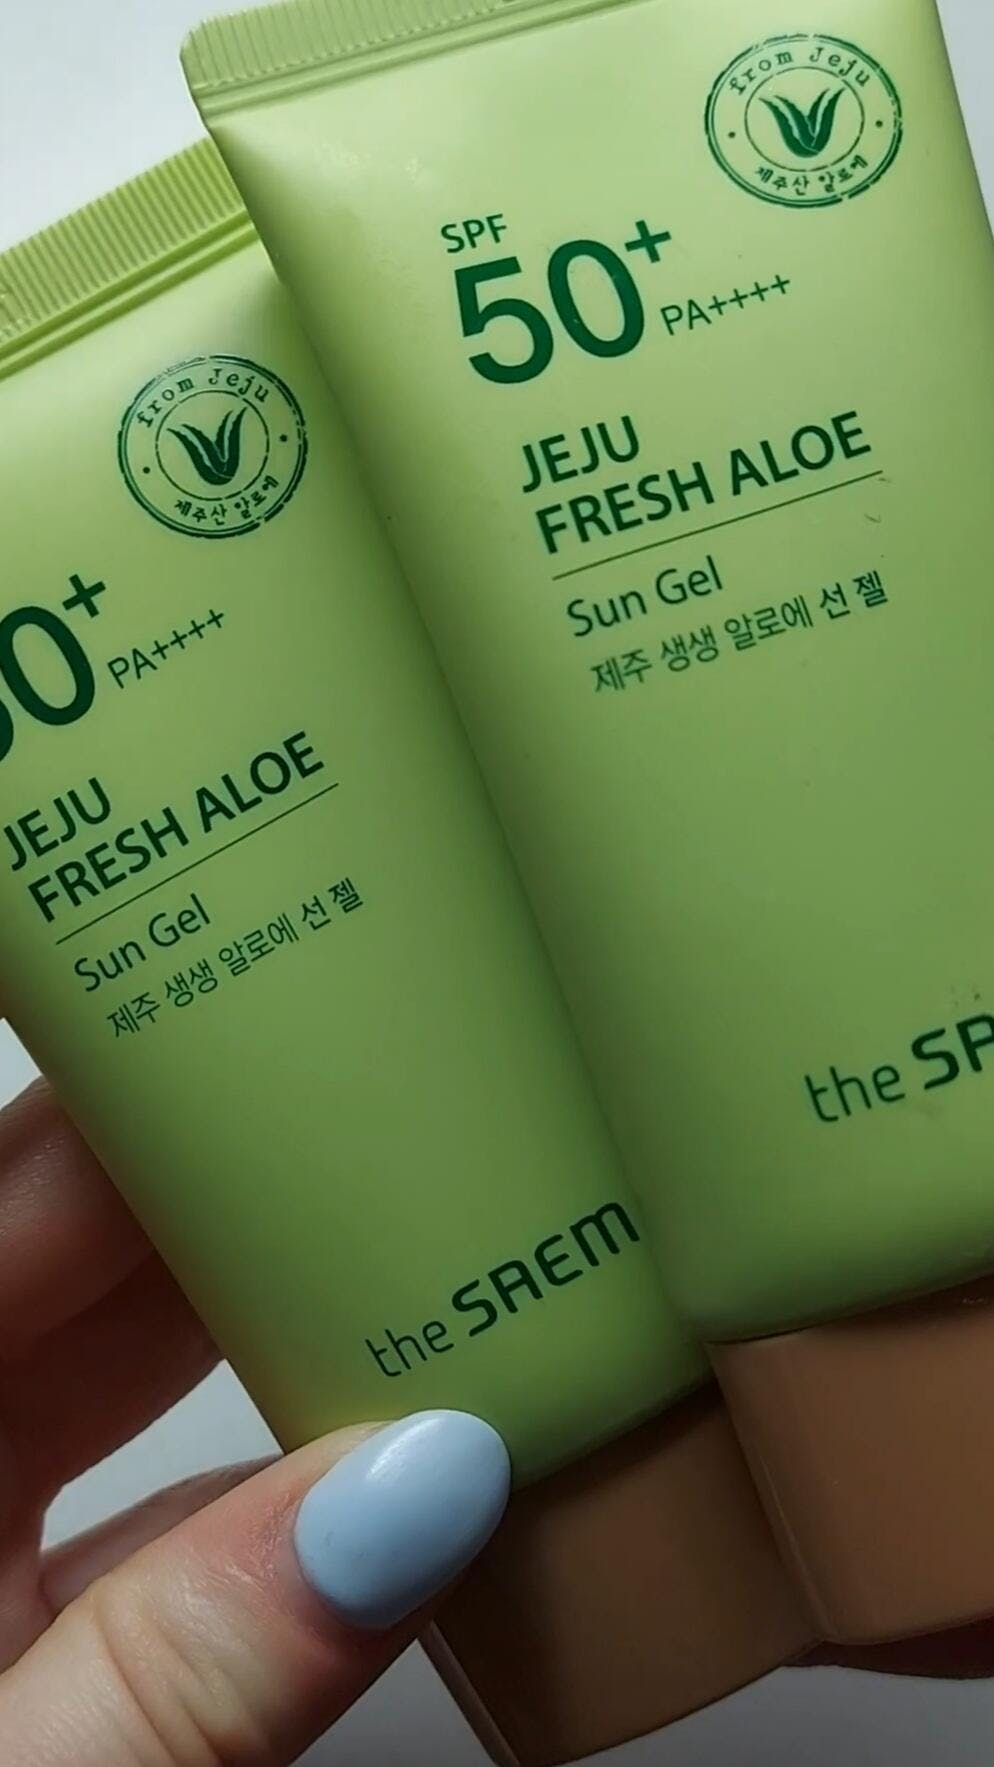 from Jeju
제주산 알로에
SPF
50+
PA++++
JEJU
FRESH ALOE
Sun Gel
제주 생생 알로에 선 젤
the
from Jeju
제주산 알로에
0+
PA++++
JEJU
FRESH ALOE
Sun Gel
제주 생생 알로에 선 젤
the SAEM